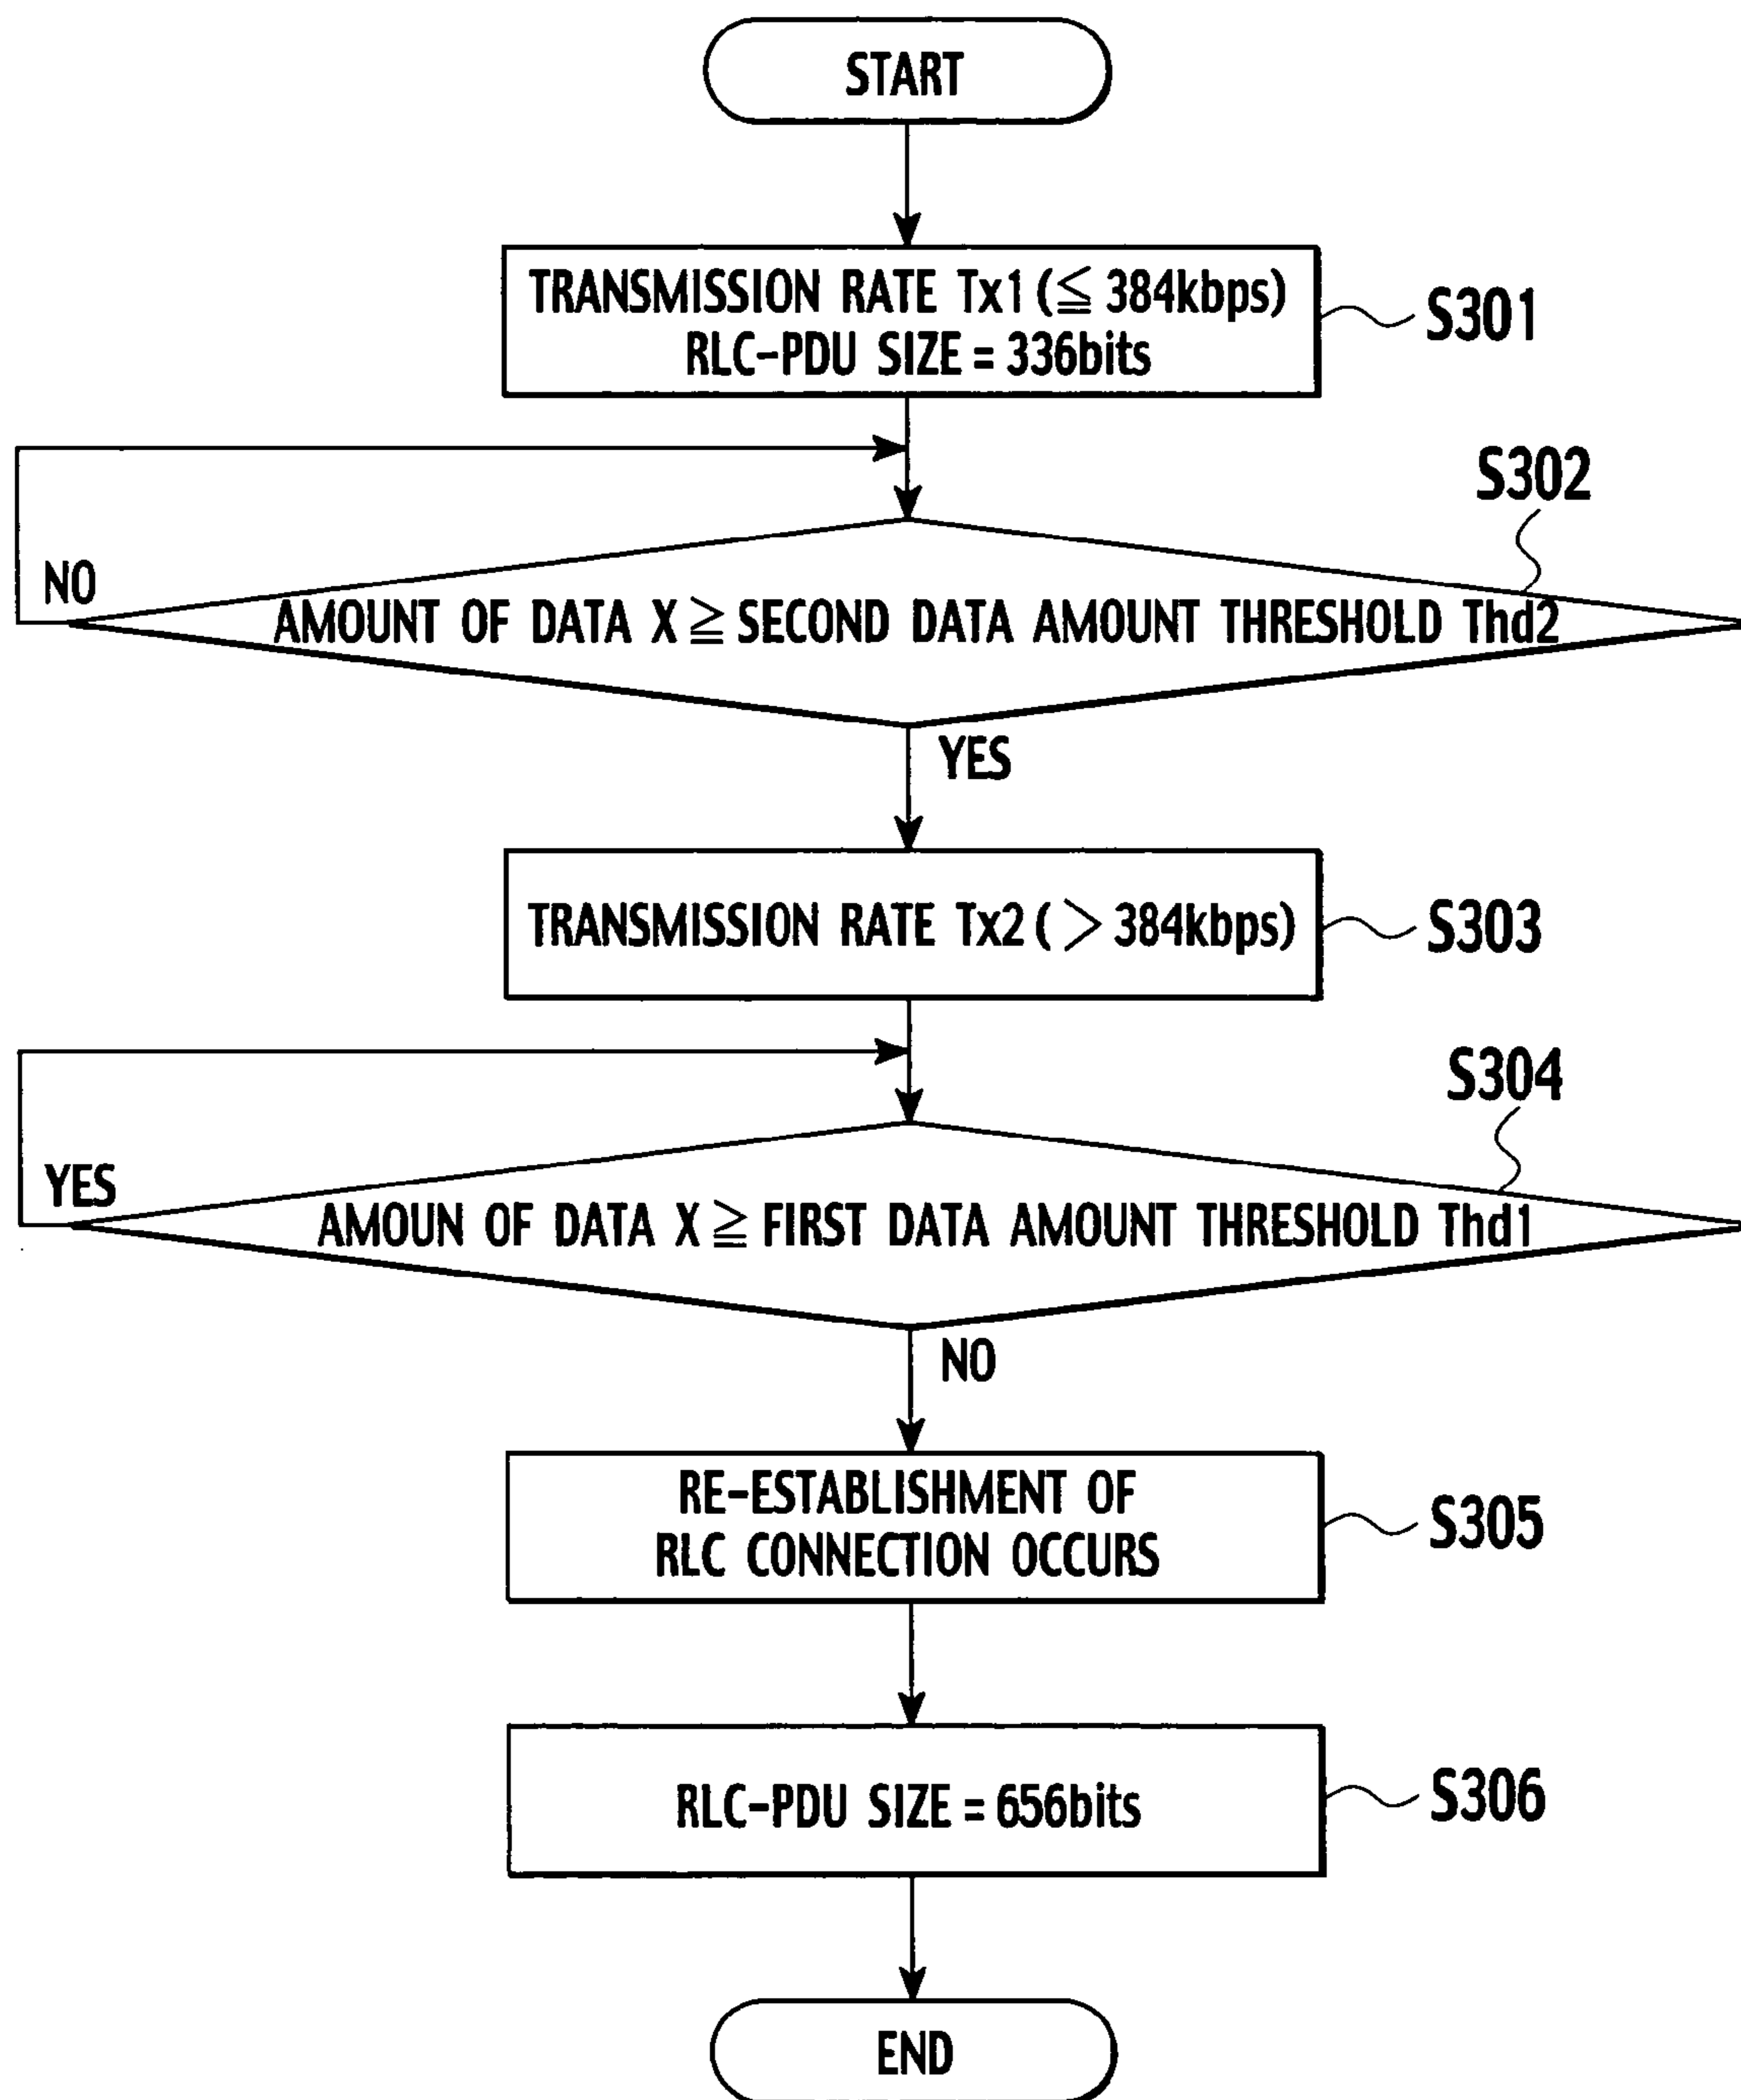 START
TRANSMISSION RATE Tx1 (≦ 384kbps)
RLC-PDU SIZE = 336bits
S301
S302
NO
AMOUNT OF DATA X ≧ SECOND DATA AMOUNT THRESHOLD Thd2
YES
TRANSMISSION RATE Tx2 ( > 384kbps)
S303
S304
YES
AMOUN OF DATA X ≧ FIRST DATA AMOUNT THRESHOLD Thd1
NO
RE-ESTABLISHMENT OF
RLC CONNECTION OCCURS
S305
RLC-PDU SIZE = 656bits
S306
END